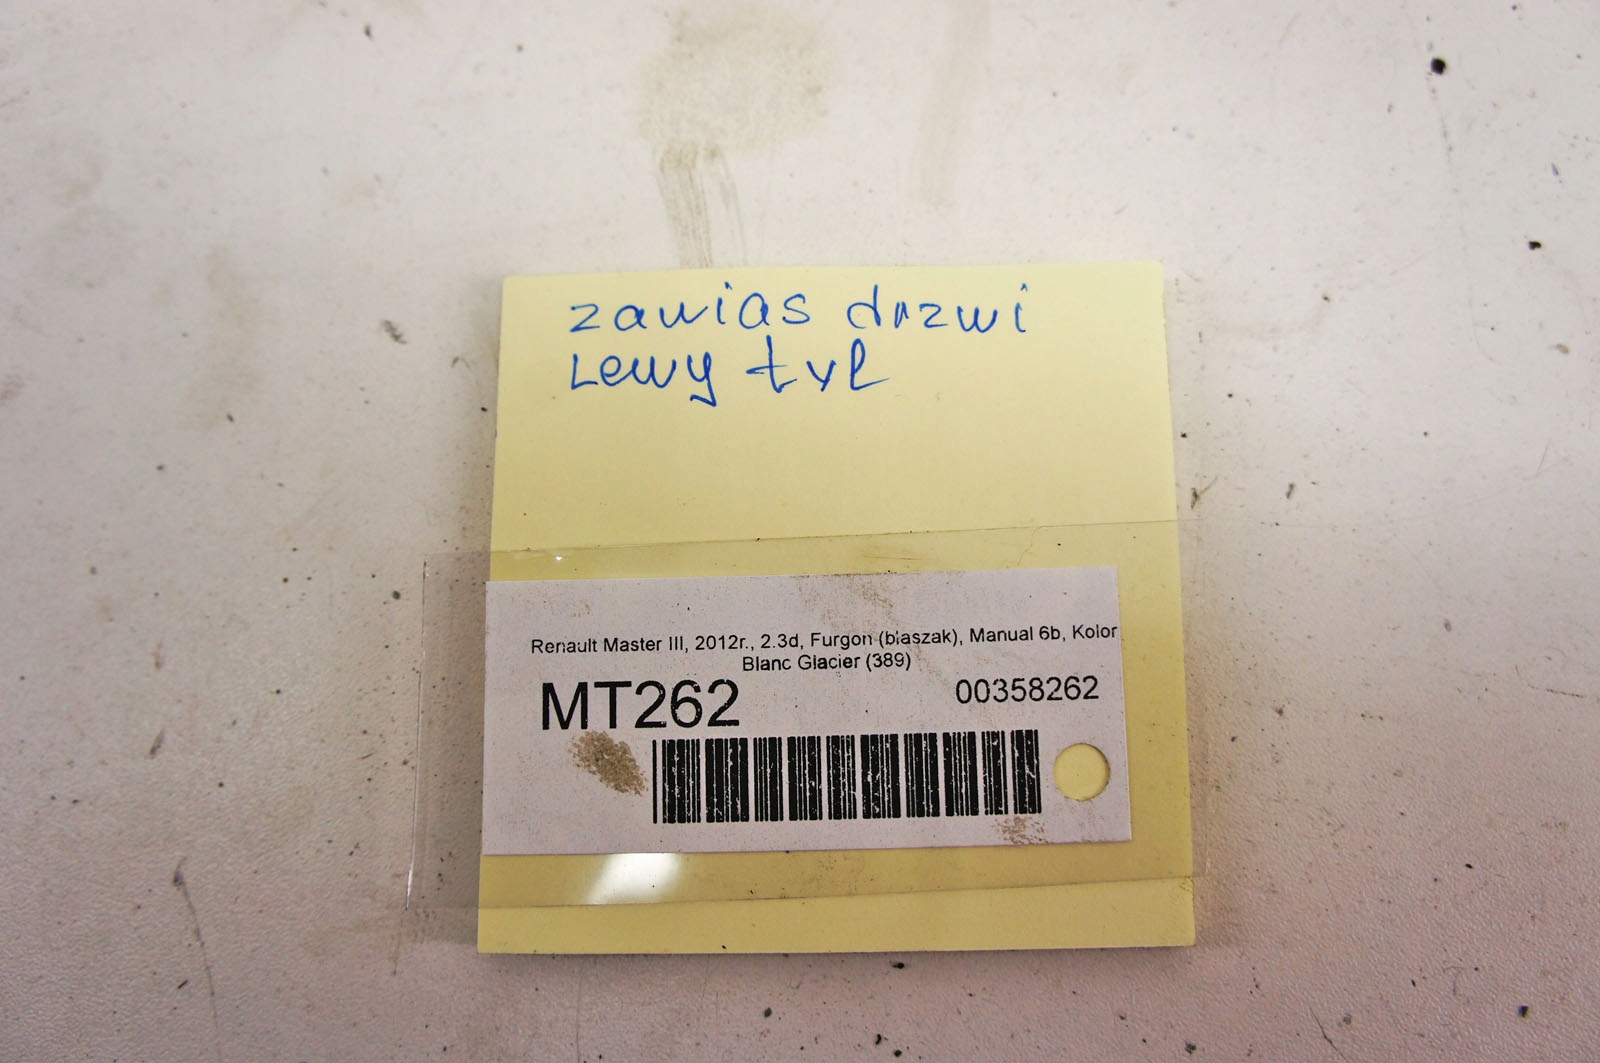 zawias drzwi
Lewy tył
Renault Master III, 2012r., 2.3d, Furgon (blaszak), Manual 6b, Kolor
Blanc Glacier (389)
MT262
00358262